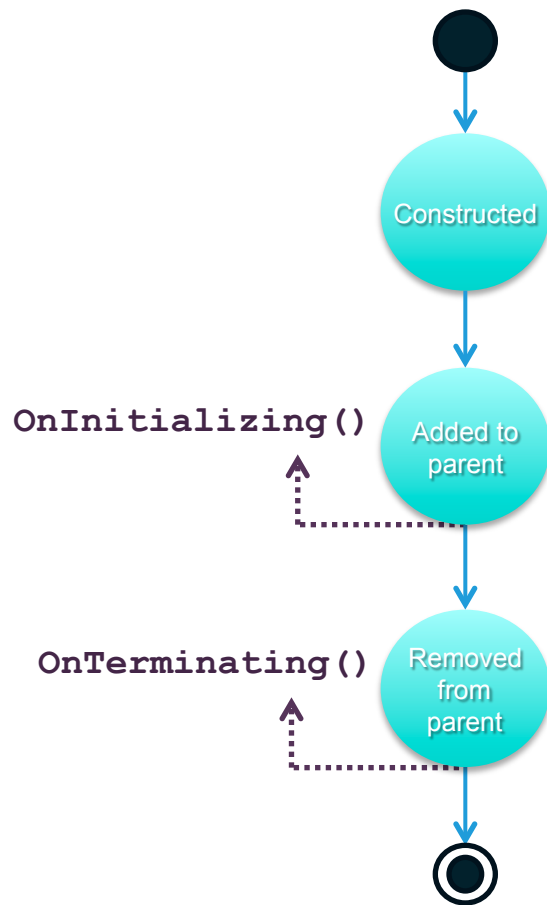 Constructed
OnInitializing()
Added to
parent
OnTerminating()
Removed
from
parent